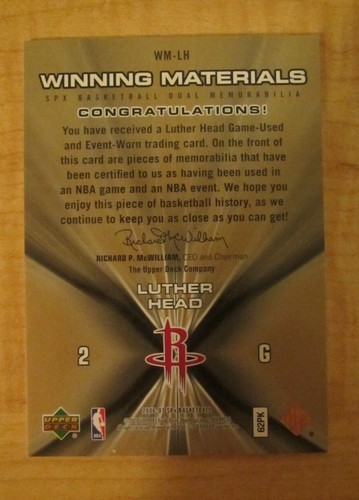 WM-LH
WINNING MATERIALS
SPX BASKETBALL DUAL MEMORABILIA
CONGRATULATIONS!
You have received a Luther Head Game-Used
and Event-Worn trading card. On the front of
this card are pieces of memorabilia that have
been certified to us as having been used in
an NBA game and an NBA event. We hope you
enjoy this piece of basketball history, as we
continue to keep you as close as you can get!
Richard P. McWilliam
RICHARD P. McWILLIAM, CEO and Chairman
The Upper Deck Company
LUTHER
HEAD
2
R
G
UPPER
DECK
NBA
62PK